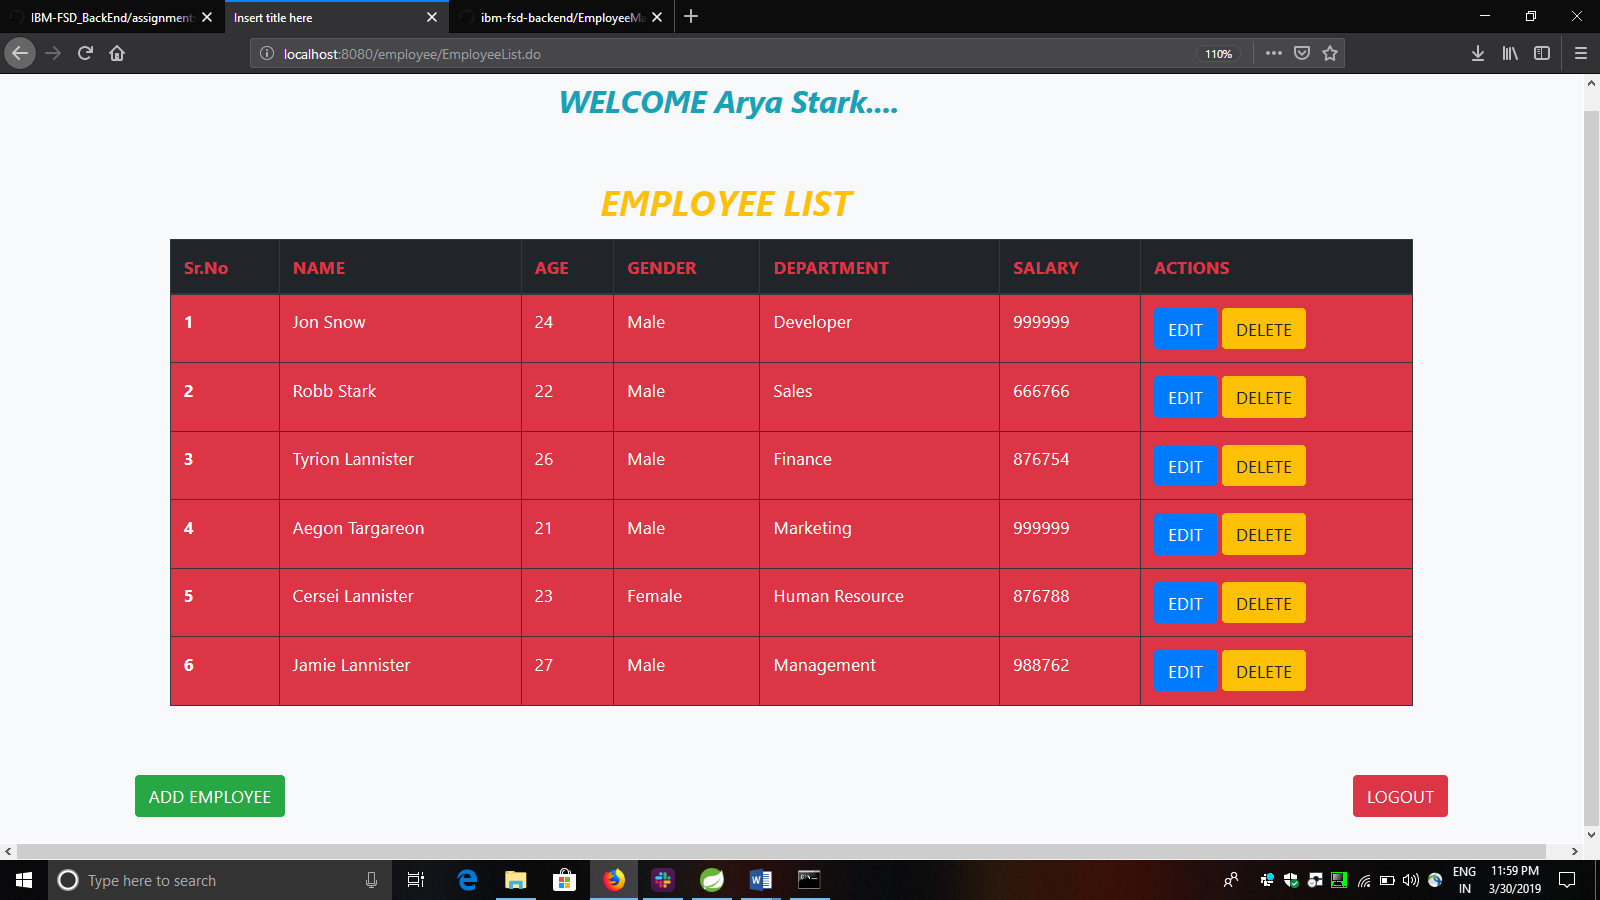 IBM-FSD_BackEnd/assignment
Insert title here
ibm-fsd-backend/EmployeeMa
localhost:8080/employee/EmployeeList.do
110%
WELCOME Arya Stark....
EMPLOYEE LIST
Sr.No NAME AGE GENDER DEPARTMENT SALARY ACTIONS
1 Jon Snow 24 Male Developer 999999 EDIT DELETE
2 Robb Stark 22 Male Sales 666766 EDIT DELETE
3 Tyrion Lannister 26 Male Finance 876754 EDIT DELETE
4 Aegon Targareon 21 Male Marketing 999999 EDIT DELETE
5 Cersei Lannister 23 Female Human Resource 876788 EDIT DELETE
6 Jamie Lannister 27 Male Management 988762 EDIT DELETE
ADD EMPLOYEE LOGOUT
Type here to search
ENG
IN
11:59 PM
3/30/2019